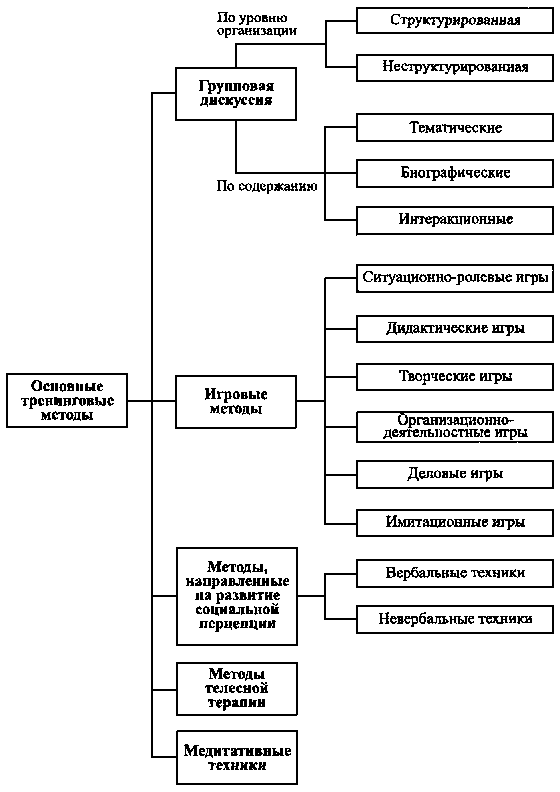 По уровню
организации
Структурированная
Неструктурированная
Групповая
дискуссия
По содержанию
Тематические
Биографические
Интеракционные
Основные
тренинговые
методы
Игровые
методы
Ситуационно-ролевые игры
Дидактические игры
Творческие игры
Организационно-
деятельностные игры
Деловые игры
Имитационные игры
Методы,
направленные
на развитие
социальной
перцепции
Вербальные техники
Невербальные техники
Методы
телесной
терапии
Медитативные
техники